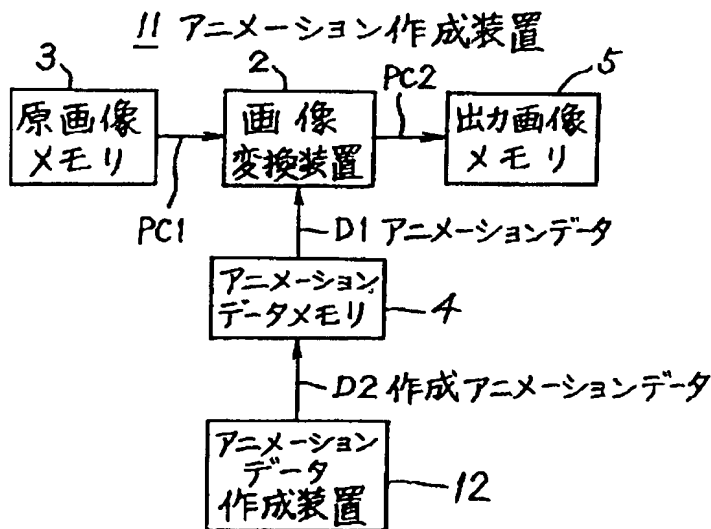 11 アニメーション作成装置
3
2
PC2
5
原画像
メモリ
画像
変換装置
出力画像
メモリ
PC1
D1 アニメーションデータ
アニメーション
データメモリ
4
D2 作成アニメーションデータ
アニメーション
データ
作成装置
12